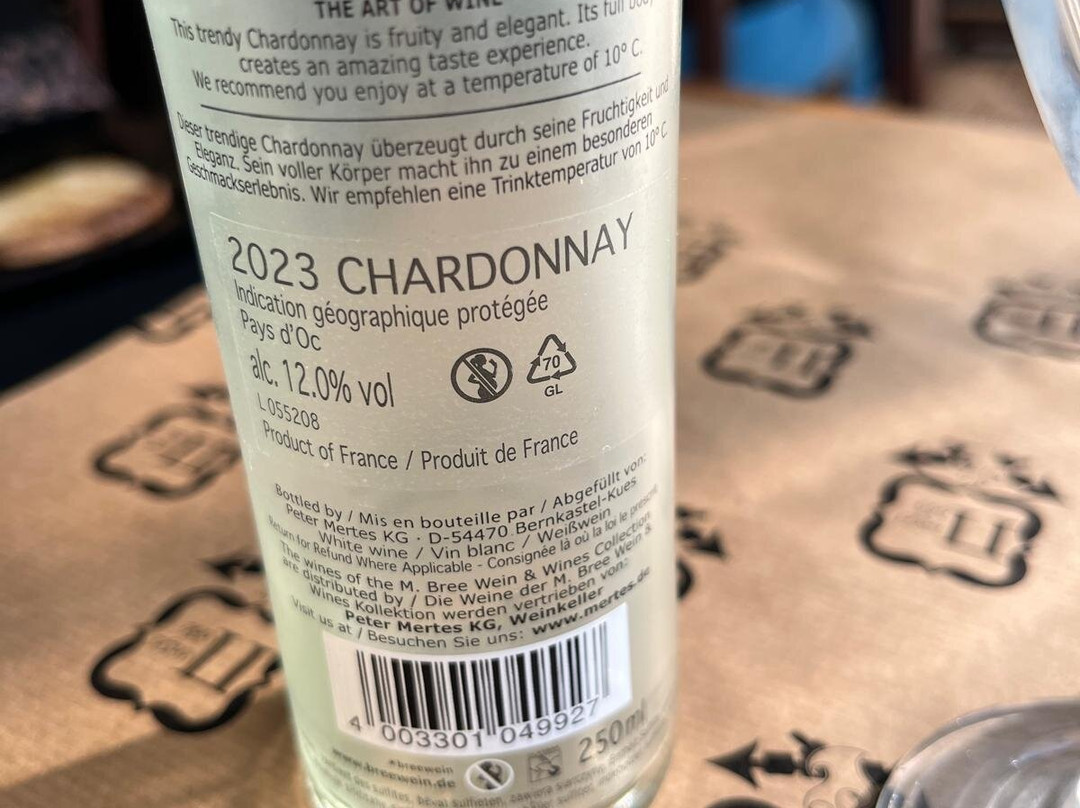 THE ART OF WINE
This trendy Chardonnay is fruity and elegant. Its full body
creates an amazing taste experience.
We recommend you enjoy at a temperature of 10° C.
Dieser trendige Chardonnay überzeugt durch seine Fruchtigkeit und
Eleganz. Sein voller Körper macht ihn zu einem besonderen
Geschmackserlebnis. Wir empfehlen eine Trinktemperatur von 10° C.
2023 CHARDONNAY
Indication géographique protégée
Pays d'Oc
alc. 12.0% vol
70
GL
L055208
Product of France / Produit de France
Bottled by / Mis en bouteille par / Abgefüllt von:
Peter Mertes KG · D-54470 Bernkastel-Kues
White wine / Vin blanc / Weißwein
Return for Refund Where Applicable - Consignée là où la loi le prescrit
The wines of the M. Bree Wein & Wines Collection
are distributed by / Die Weine der M. Bree Wein &
Wines Kollektion werden vertrieben von:
Peter Mertes KG, Weinkeller
Visit us at / Besuchen Sie uns: www.mertes.de
4 003301 049927
250ml
#breewein
www.breewein.de